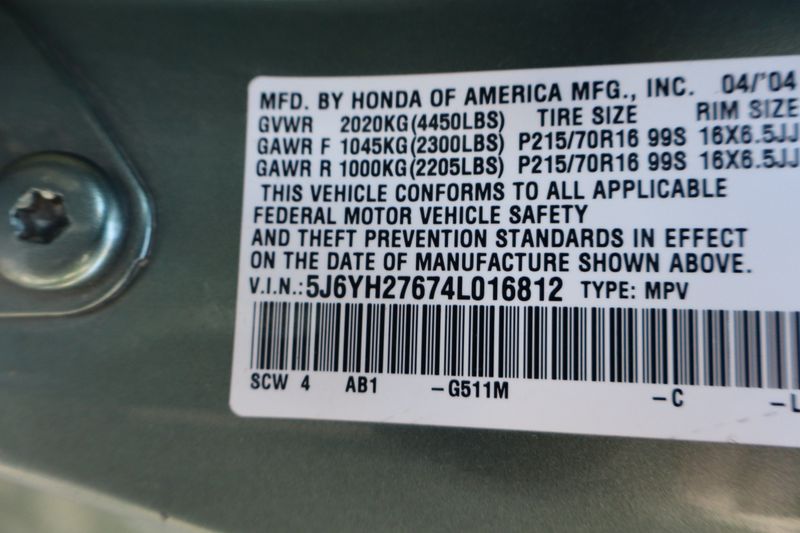 MFD. BY HONDA OF AMERICA MFG., INC. 04/'04
GVWR 2020KG(4450LBS) TIRE SIZE RIM SIZE
GAWR F 1045KG(2300LBS) P215/70R16 99S 16X6.5JJ
GAWR R 1000KG(2205LBS) P215/70R16 99S 16X6.5JJ
THIS VEHICLE CONFORMS TO ALL APPLICABLE
FEDERAL MOTOR VEHICLE SAFETY
AND THEFT PREVENTION STANDARDS IN EFFECT
ON THE DATE OF MANUFACTURE SHOWN ABOVE.
V.I.N.:5J6YH27674L016812 TYPE: MPV
SCW 4 AB1 -G511M -C -L